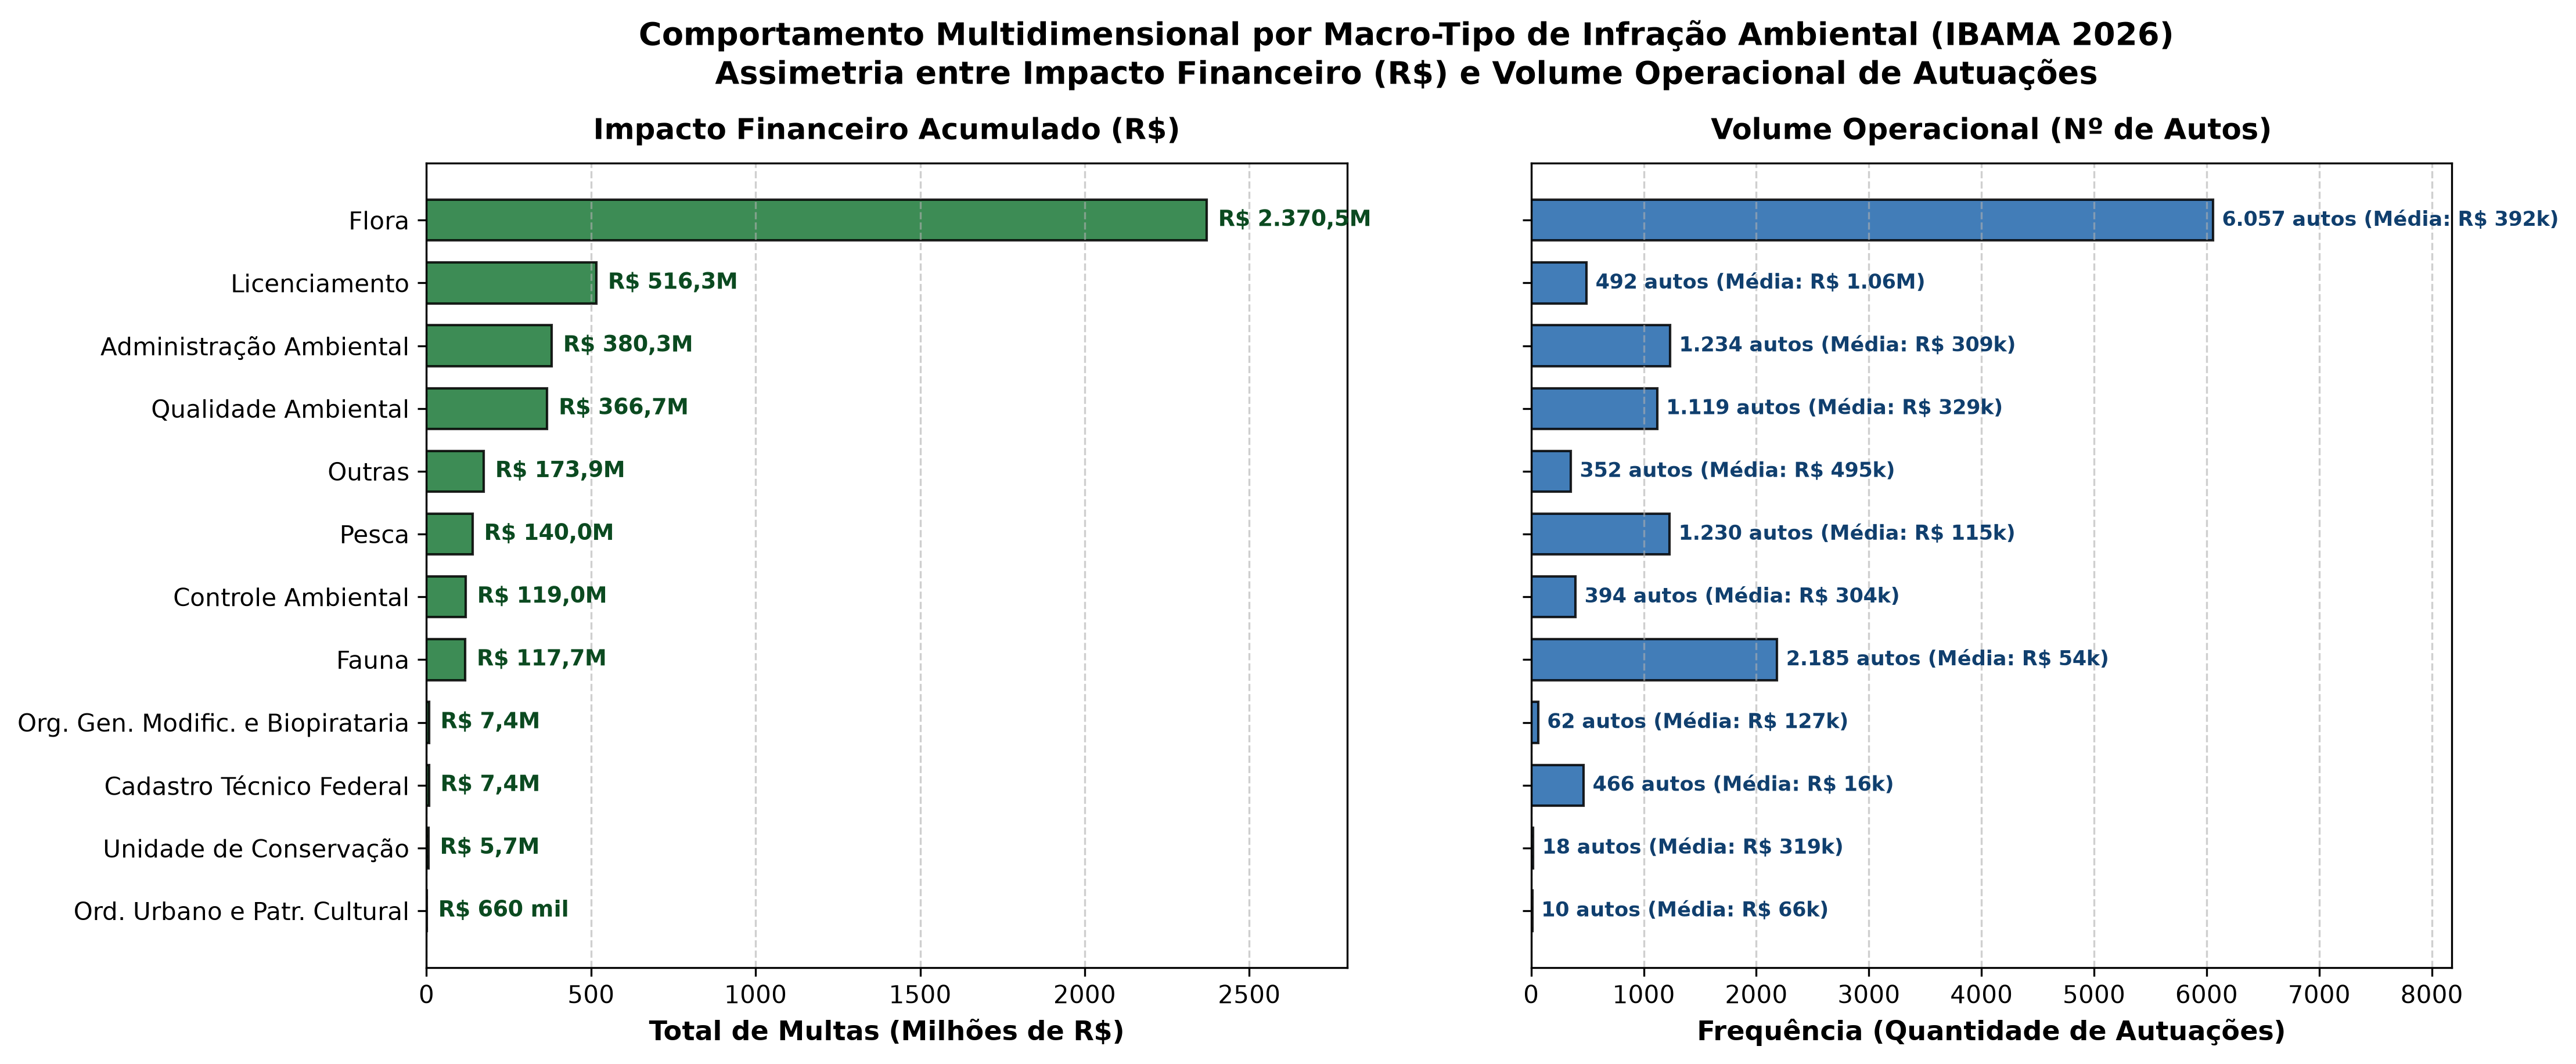 Comportamento Multidimensional por Macro-Tipo de Infração Ambiental (IBAMA 2026)
Assimetria entre Impacto Financeiro (R$) e Volume Operacional de Autuações
Impacto Financeiro Acumulado (R$)
Flora
R$ 2.370,5M
Licenciamento
R$ 516,3M
Administração Ambiental
R$ 380,3M
Qualidade Ambiental
R$ 366,7M
Outras
R$ 173,9M
Pesca
R$ 140,0M
Controle Ambiental
R$ 119,0M
Fauna
R$ 117,7M
Org. Gen. Modific. e Biopirataria
R$ 7,4M
Cadastro Técnico Federal
R$ 7,4M
Unidade de Conservação
R$ 5,7M
Ord. Urbano e Patr. Cultural
R$ 660 mil
0 500 1000 1500 2000 2500
Total de Multas (Milhões de R$)
Volume Operacional (Nº de Autos)
6.057 autos (Média: R$ 392k)
492 autos (Média: R$ 1.06M)
1.234 autos (Média: R$ 309k)
1.119 autos (Média: R$ 329k)
352 autos (Média: R$ 495k)
1.230 autos (Média: R$ 115k)
394 autos (Média: R$ 304k)
2.185 autos (Média: R$ 54k)
62 autos (Média: R$ 127k)
466 autos (Média: R$ 16k)
18 autos (Média: R$ 319k)
10 autos (Média: R$ 66k)
0 1000 2000 3000 4000 5000 6000 7000 8000
Frequência (Quantidade de Autuações)